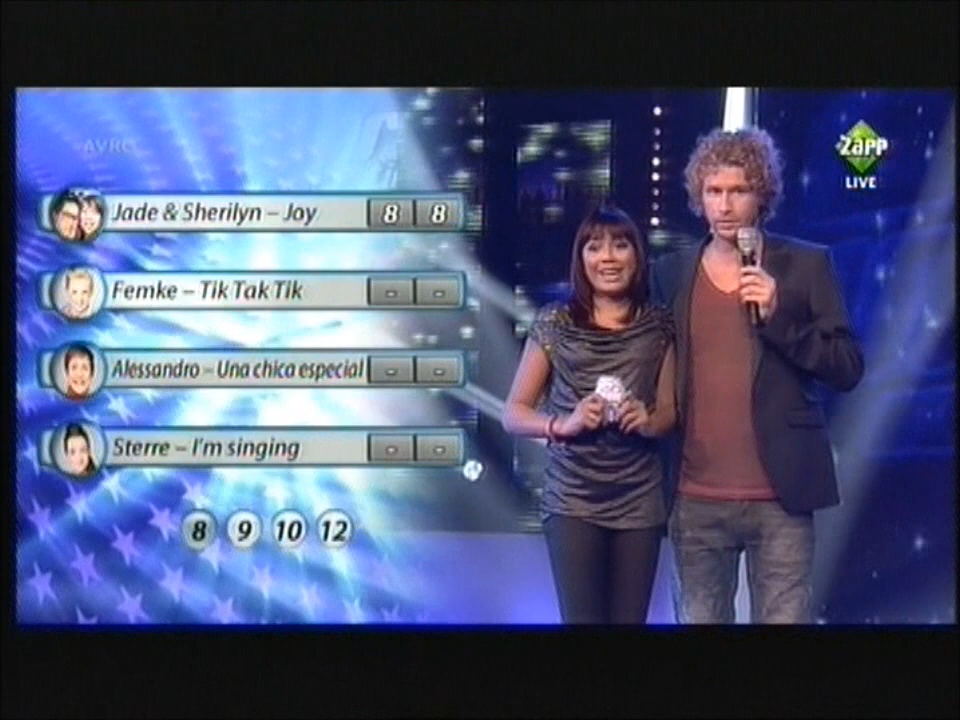 AVRO
Zapp
LIVE
Jade & Sherilyn – Joy 8 8
Femke – Tik Tak Tik - -
Alessandro – Una chica especial - -
Sterre – I'm singing - -
8 9 10 12